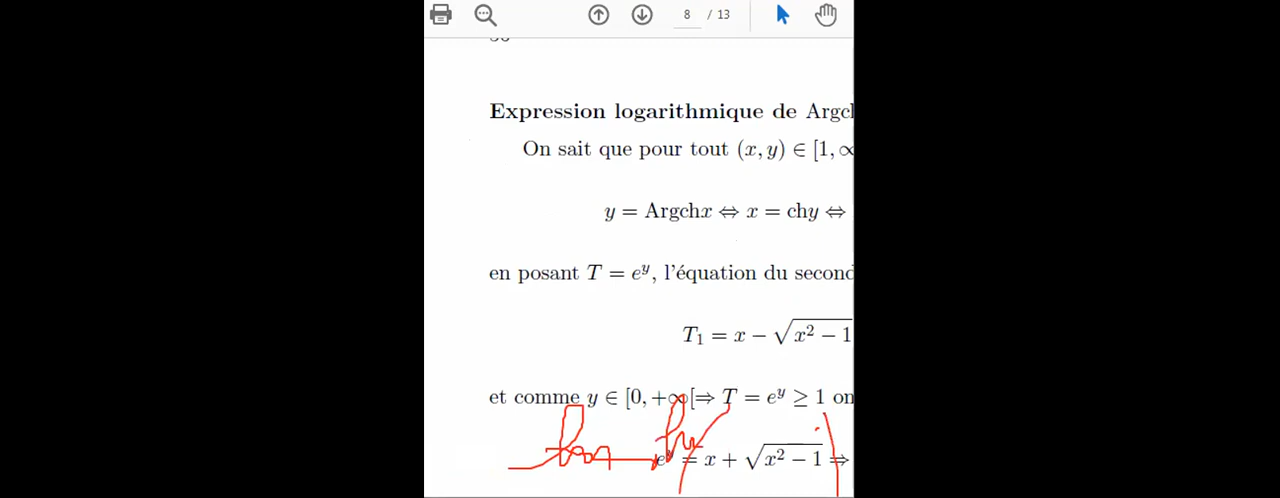 8 / 13
Expression logarithmique de Argch
On sait que pour tout (x, y) ∈ [1, ∞
y = Argchx ⇔ x = chy ⇔
en posant T = e^y, l'équation du second
T₁ = x − √(x² − 1
et comme y ∈ [0, +∞[⇒ T = e^y ≥ 1 on
e^y = x + √(x² − 1) ⇒